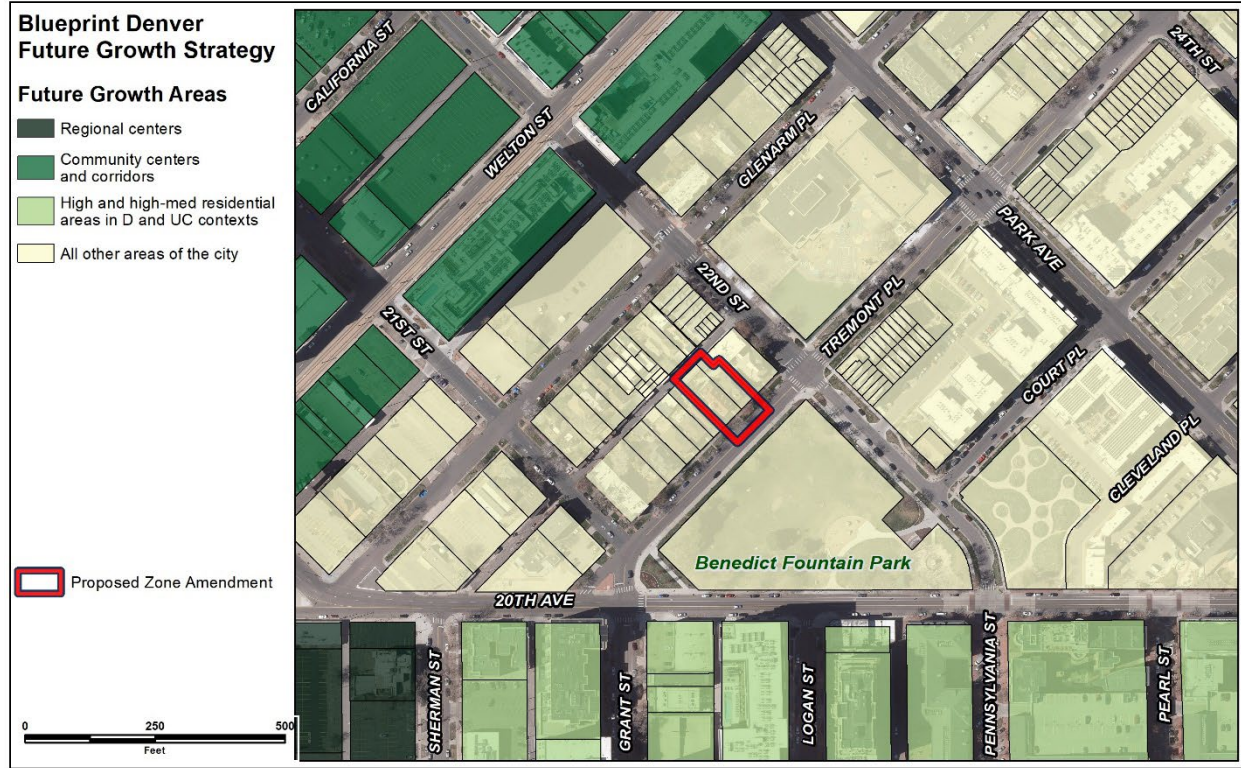 Blueprint Denver
Future Growth Strategy
Future Growth Areas
Regional centers
Community centers
and corridors
High and high-med residential
areas in D and UC contexts
All other areas of the city
Proposed Zone Amendment
0 250 500
Feet
CALIFORNIA ST
WELTON ST
GLENARM PL
24TH ST
PARK AVE
22ND ST
21ST ST
TREMONT PL
COURT PL
CLEVELAND PL
Benedict Fountain Park
20TH AVE
SHERMAN ST
GRANT ST
LOGAN ST
PENNSYLVANIA ST
PEARL ST